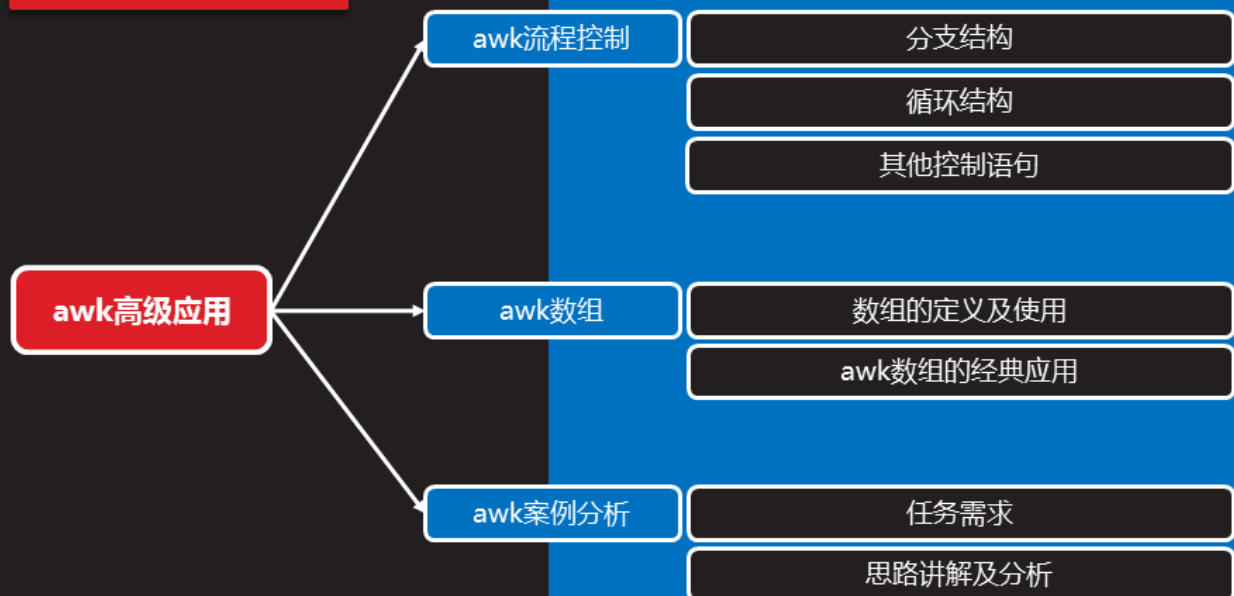 awk流程控制
分支结构
循环结构
其他控制语句
awk高级应用
awk数组
数组的定义及使用
awk数组的经典应用
awk案例分析
任务需求
思路讲解及分析